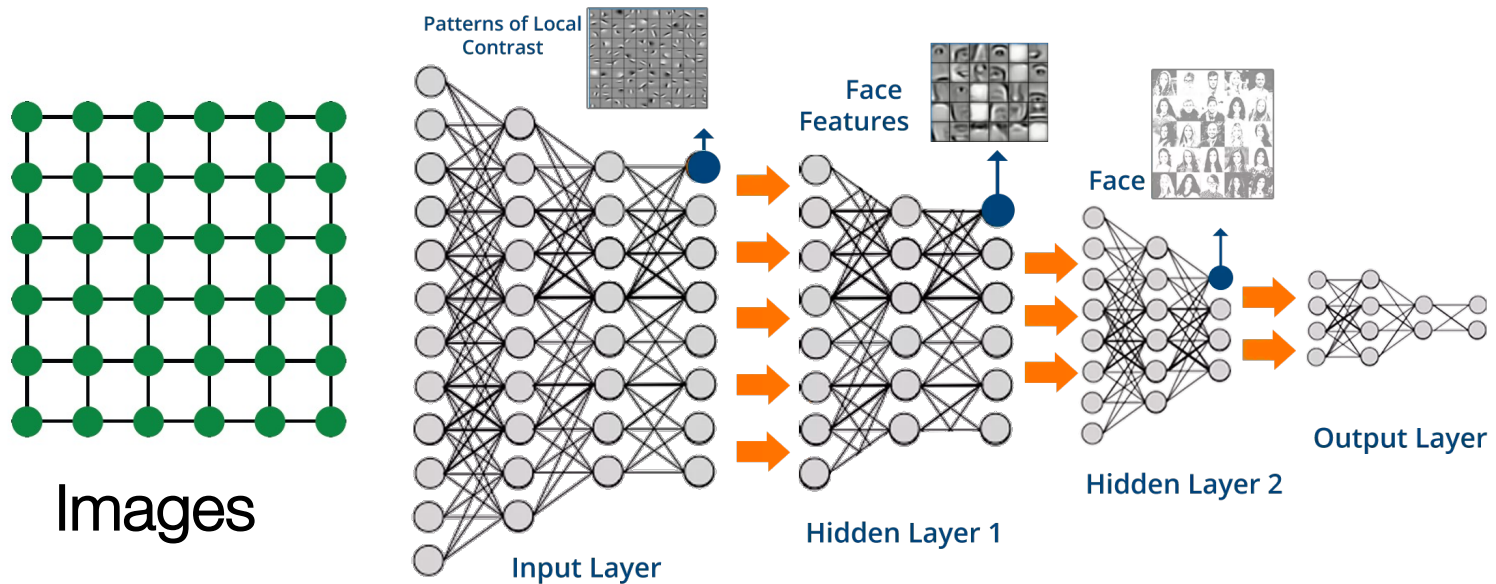 Patterns of Local
Contrast
Face
Features
Face
Images
Input Layer
Hidden Layer 1
Hidden Layer 2
Output Layer